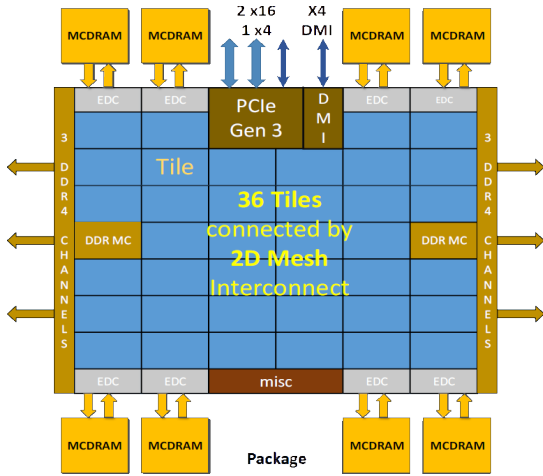 2 x16
X4
1 x4
DMI
MCDRAM
MCDRAM
MCDRAM
MCDRAM
EDC
EDC
PCIe
Gen 3
D
M
I
EDC
EDC
3 DDR4 CHANNELS
Tile
3 DDR4 CHANNELS
36 Tiles
connected by
2D Mesh
Interconnect
DDR MC
DDR MC
EDC
EDC
misc
EDC
EDC
MCDRAM
MCDRAM
MCDRAM
MCDRAM
Package